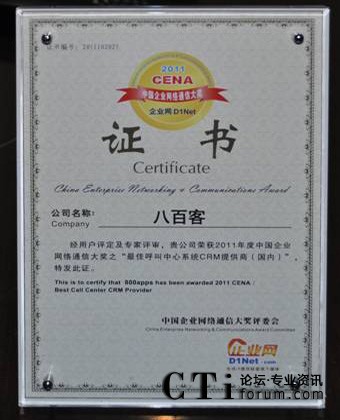 证书编号: 2011102025
2011
CENA
中国企业网络通信大奖
企业网D1Net
证 书
Certificate
China Enterprise Networking & Communications Award
公司名称:
Company
八百客
经用户评定及专家评审，贵公司荣获2011年度中国企业
网络通信大奖之“最佳呼叫中心系统CRM提供商（国内）”，
特发此证。
This is to certify that 800apps has been awarded 2011 CENA /
Best Call Center CRM Provider
中国企业网络通信大奖评委会
China Enterprise Networking & Communications Award Committee
企业网
D1Net.com
CTi 论坛·专业资讯
forum.com